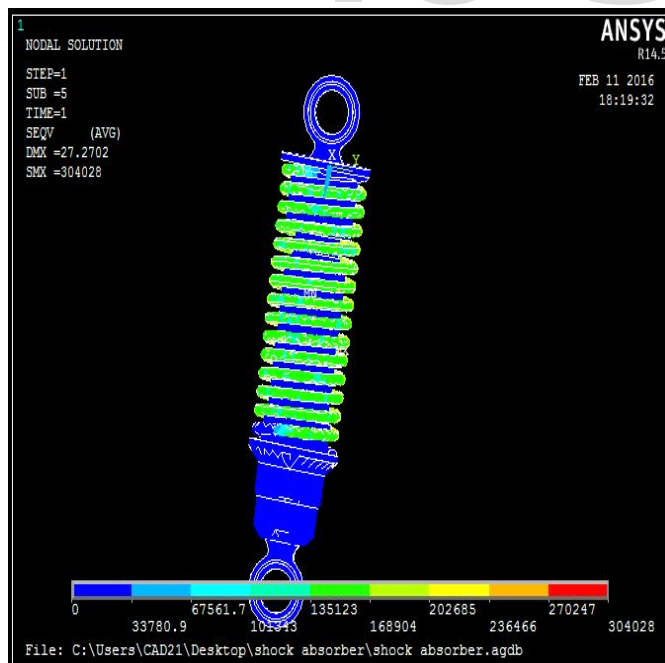 1
NODAL SOLUTION
ANSYS
R14.5
STEP=1
SUB =5
TIME=1
SEQV (AVG)
DMX =27.2702
SMX =304028
FEB 11 2016
18:19:32
X Y
MN
0 67561.7 135123 202685 270247
33780.9 101343 168904 236466 304028
File: C:\Users\CAD21\Desktop\shock absorber\shock absorber.agdb